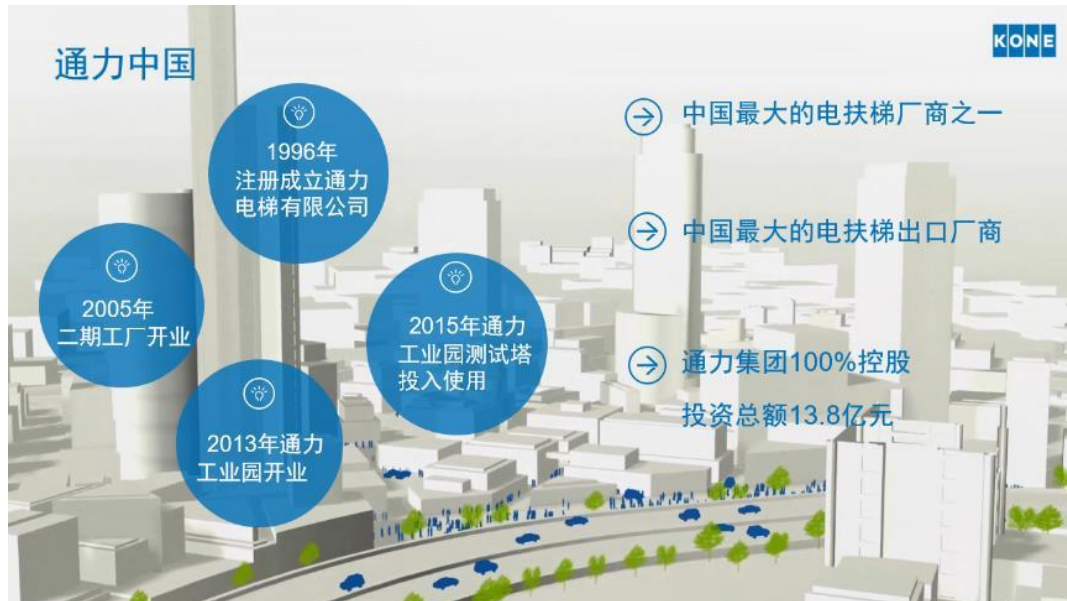 通力中国
KONE
1996年
注册成立通力
电梯有限公司
2005年
二期工厂开业
2013年通力
工业园开业
2015年通力
工业园测试塔
投入使用
中国最大的电扶梯厂商之一
中国最大的电扶梯出口厂商
通力集团100%控股
投资总额13.8亿元